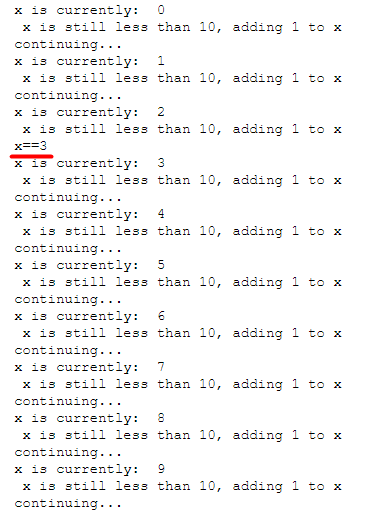 x is currently:  0
 x is still less than 10, adding 1 to x
continuing...
x is currently:  1
 x is still less than 10, adding 1 to x
continuing...
x is currently:  2
 x is still less than 10, adding 1 to x
x==3
x is currently:  3
 x is still less than 10, adding 1 to x
continuing...
x is currently:  4
 x is still less than 10, adding 1 to x
continuing...
x is currently:  5
 x is still less than 10, adding 1 to x
continuing...
x is currently:  6
 x is still less than 10, adding 1 to x
continuing...
x is currently:  7
 x is still less than 10, adding 1 to x
continuing...
x is currently:  8
 x is still less than 10, adding 1 to x
continuing...
x is currently:  9
 x is still less than 10, adding 1 to x
continuing...